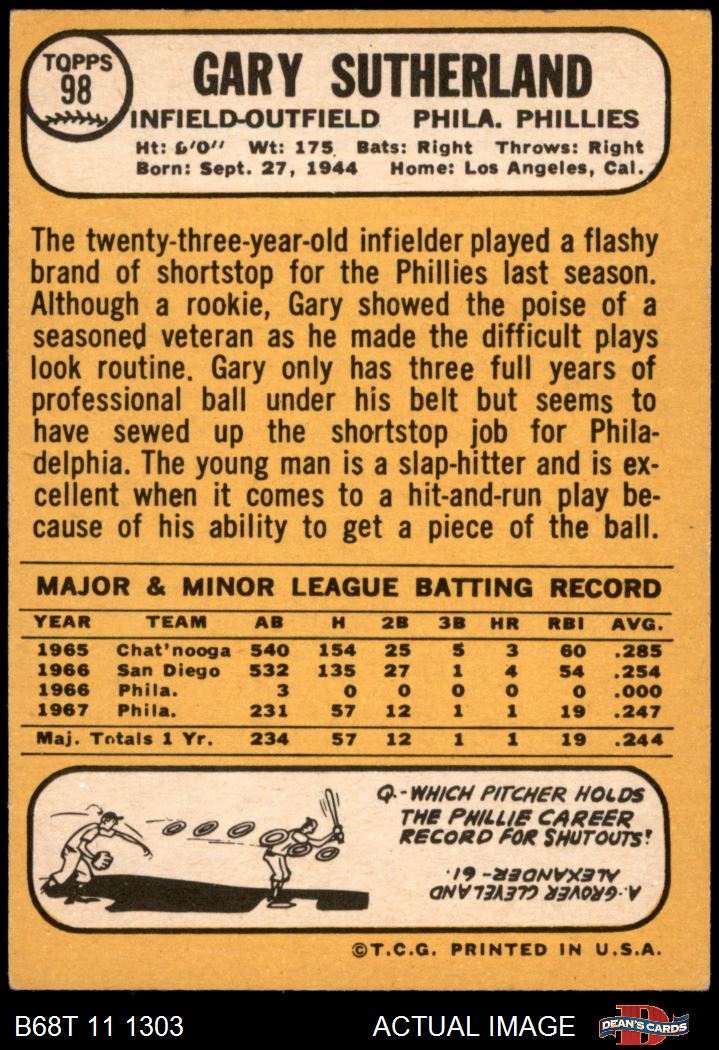 TOPPS
98
GARY SUTHERLAND
INFIELD-OUTFIELD PHILA. PHILLIES
Ht: 6'0" Wt: 175 Bats: Right Throws: Right
Born: Sept. 27, 1944 Home: Los Angeles, Cal.
The twenty-three-year-old infielder played a flashy
brand of shortstop for the Phillies last season.
Although a rookie, Gary showed the poise of a
seasoned veteran as he made the difficult plays
look routine. Gary only has three full years of
professional ball under his belt but seems to
have sewed up the shortstop job for Phila-
delphia. The young man is a slap-hitter and is ex-
cellent when it comes to a hit-and-run play be-
cause of his ability to get a piece of the ball.
MAJOR & MINOR LEAGUE BATTING RECORD
YEAR TEAM AB H 2B 3B HR RBI AVG.
1965 Chat'nooga 540 154 25 5 3 60 .285
1966 San Diego 532 135 27 1 4 54 .254
1966 Phila. 3 0 0 0 0 0 .000
1967 Phila. 231 57 12 1 1 19 .247
Maj. Totals 1 Yr. 234 57 12 1 1 19 .244
Q.-WHICH PITCHER HOLDS
THE PHILLIE CAREER
RECORD FOR SHUTOUTS?
A.-GROVER CLEVELAND
ALEXANDER-61.
©T.C.G. PRINTED IN U.S.A.
B68T 11 1303 ACTUAL IMAGE D DEAN'S CARDS